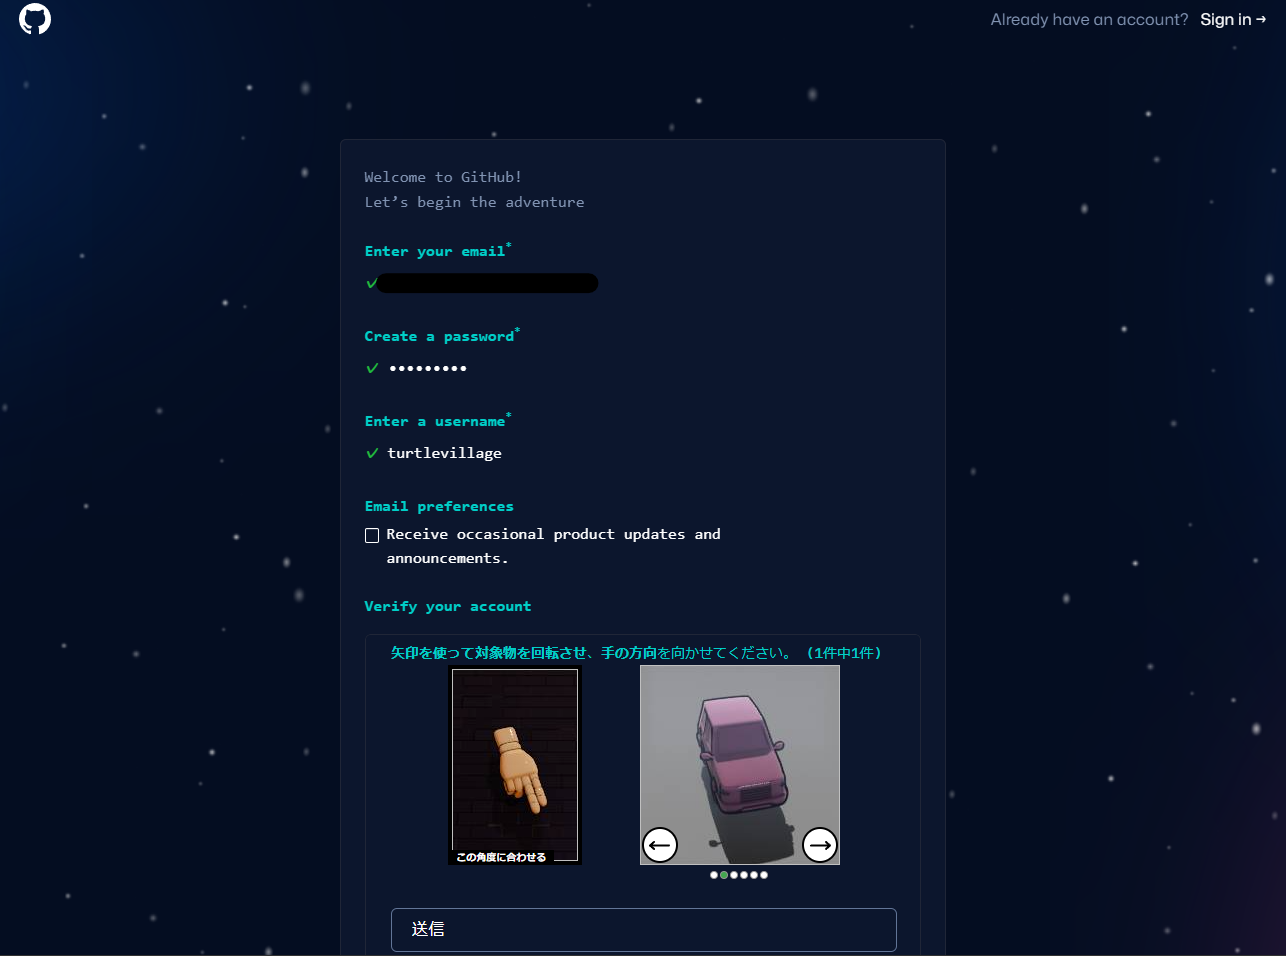 Already have an account? Sign in →
Welcome to GitHub!
Let’s begin the adventure
Enter your email*
Create a password*
•••••••••
Enter a username*
turtlevillage
Email preferences
Receive occasional product updates and
announcements.
Verify your account
矢印を使って対象物を回転させ、手の方向を向かせてください。 (1件中1件)
この角度に合わせる
送信